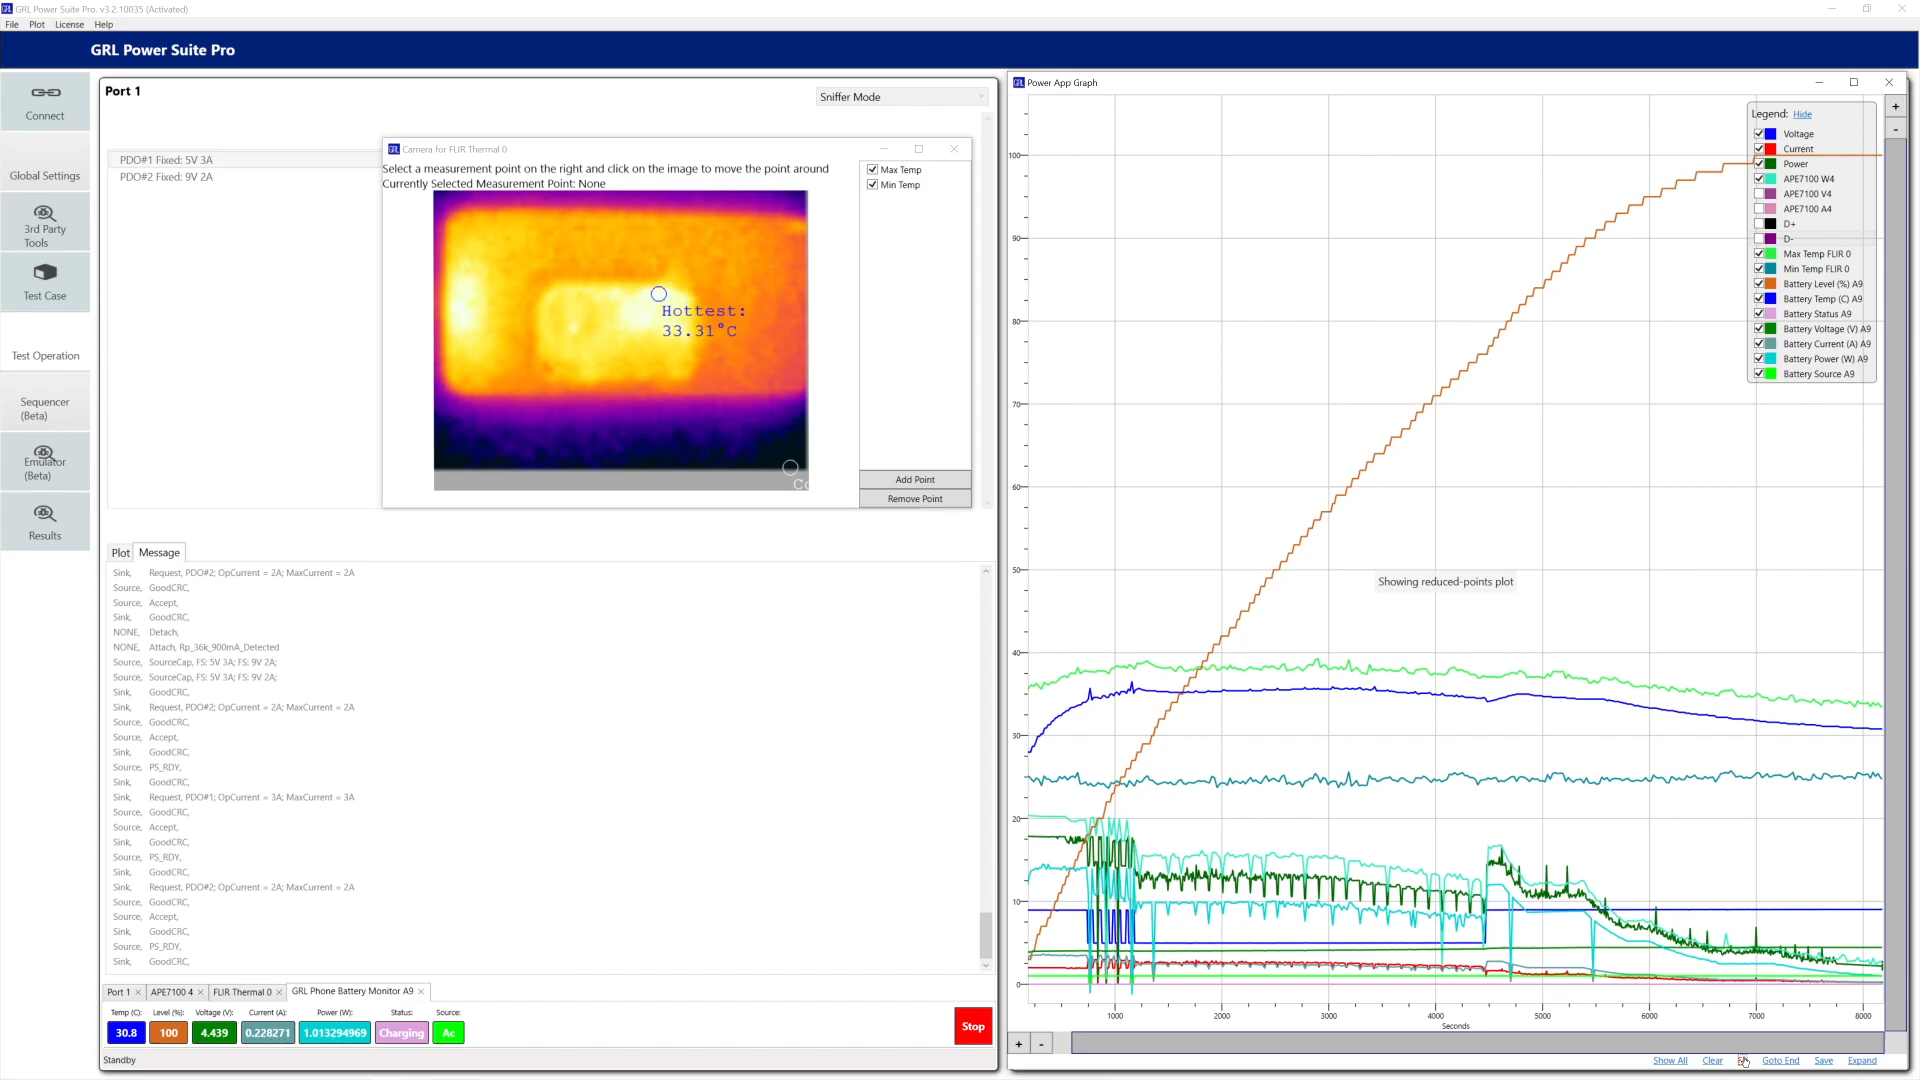 GRL Power Suite Pro. v3.2.10035 (Activated)
File Plot License Help
GRL Power Suite Pro
Connect
Global Settings
3rd Party
Tools
Test Case
Test Operation
Sequencer
(Beta)
Emulator
(Beta)
Results
Port 1
Sniffer Mode
PDO#1 Fixed: 5V 3A
PDO#2 Fixed: 9V 2A
Camera for FLIR Thermal 0
Select a measurement point on the right and click on the image to move the point around
Currently Selected Measurement Point: None
Max Temp
Min Temp
Hottest:
33.31°C
Co
Add Point
Remove Point
Plot Message
Sink, Request, PDO#2; OpCurrent = 2A; MaxCurrent = 2A
Source, GoodCRC,
Source, Accept,
Sink, GoodCRC,
NONE, Detach,
NONE, Attach, Rp_36k_900mA_Detected
Source, SourceCap, FS: 5V 3A; FS: 9V 2A;
Source, SourceCap, FS: 5V 3A; FS: 9V 2A;
Sink, GoodCRC,
Sink, Request, PDO#2; OpCurrent = 2A; MaxCurrent = 2A
Source, GoodCRC,
Source, Accept,
Sink, GoodCRC,
Source, PS_RDY,
Sink, GoodCRC,
Sink, Request, PDO#1; OpCurrent = 3A; MaxCurrent = 3A
Source, GoodCRC,
Source, Accept,
Sink, GoodCRC,
Source, PS_RDY,
Sink, GoodCRC,
Sink, Request, PDO#2; OpCurrent = 2A; MaxCurrent = 2A
Source, GoodCRC,
Source, Accept,
Sink, GoodCRC,
Source, PS_RDY,
Sink, GoodCRC,
Port 1 APE7100 4 FLIR Thermal 0 GRL Phone Battery Monitor A9
Temp (C): Level (%): Voltage (V): Current (A): Power (W): Status: Source:
30.8 100 4.439 0.228271 1.013294969 Charging Ac
Stop
Standby
GRL Power App Graph
Legend: Hide
Voltage
Current
Power
APE7100 W4
APE7100 V4
APE7100 A4
D+
D-
Max Temp FLIR 0
Min Temp FLIR 0
Battery Level (%) A9
Battery Temp (C) A9
Battery Status A9
Battery Voltage (V) A9
Battery Current (A) A9
Battery Power (W) A9
Battery Source A9
+
-
100
90
80
70
60
50
40
30
20
10
0
Showing reduced-points plot
1000 2000 3000 4000 5000 6000 7000 8000
Seconds
+ -
Show All Clear Goto End Save Expand